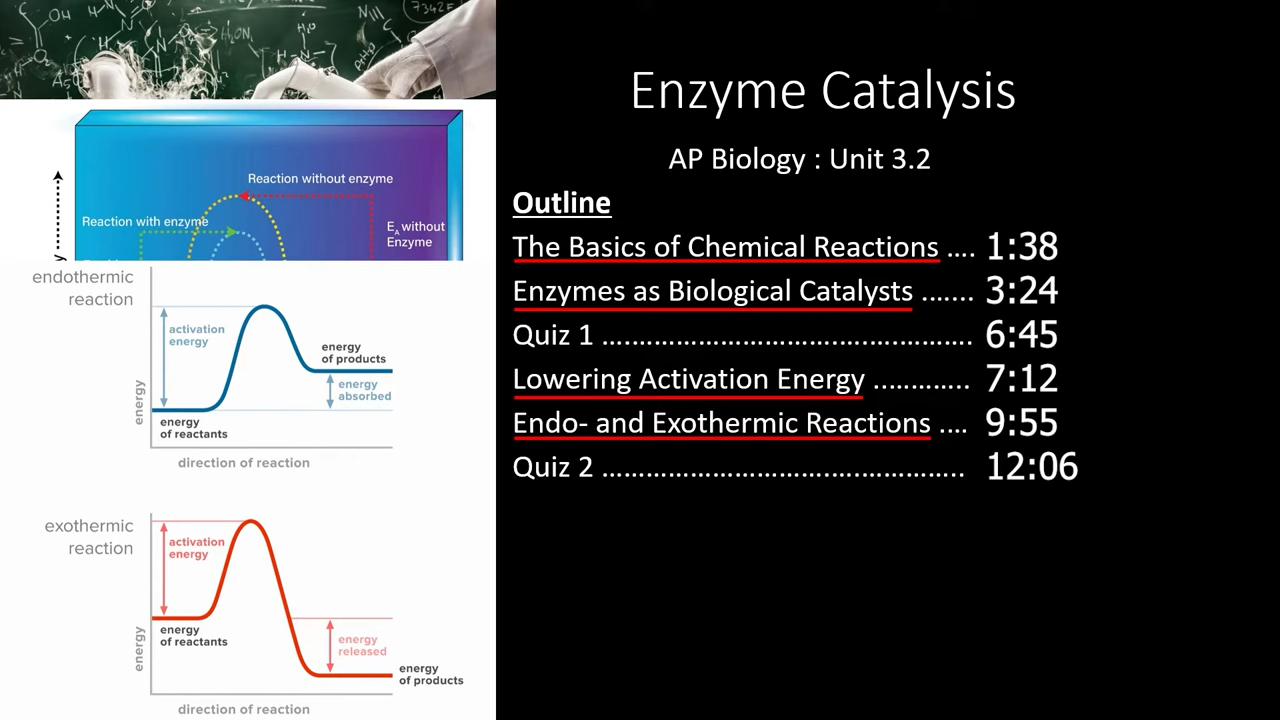 7342F
OH
Enzyme Catalysis
AP Biology : Unit 3.2
Outline
The Basics of Chemical Reactions .... 1:38
Enzymes as Biological Catalysts ....... 3:24
Quiz 1 ................................................ 6:45
Lowering Activation Energy ............. 7:12
Endo- and Exothermic Reactions .... 9:55
Quiz 2 ............................................... 12:06
Reaction without enzyme
Reaction with enzyme
E_A without
Enzyme
endothermic
reaction
activation
energy
energy
of products
energy
absorbed
energy
energy
of reactants
direction of reaction
exothermic
reaction
activation
energy
energy
of reactants
energy
released
energy
energy
of products
direction of reaction